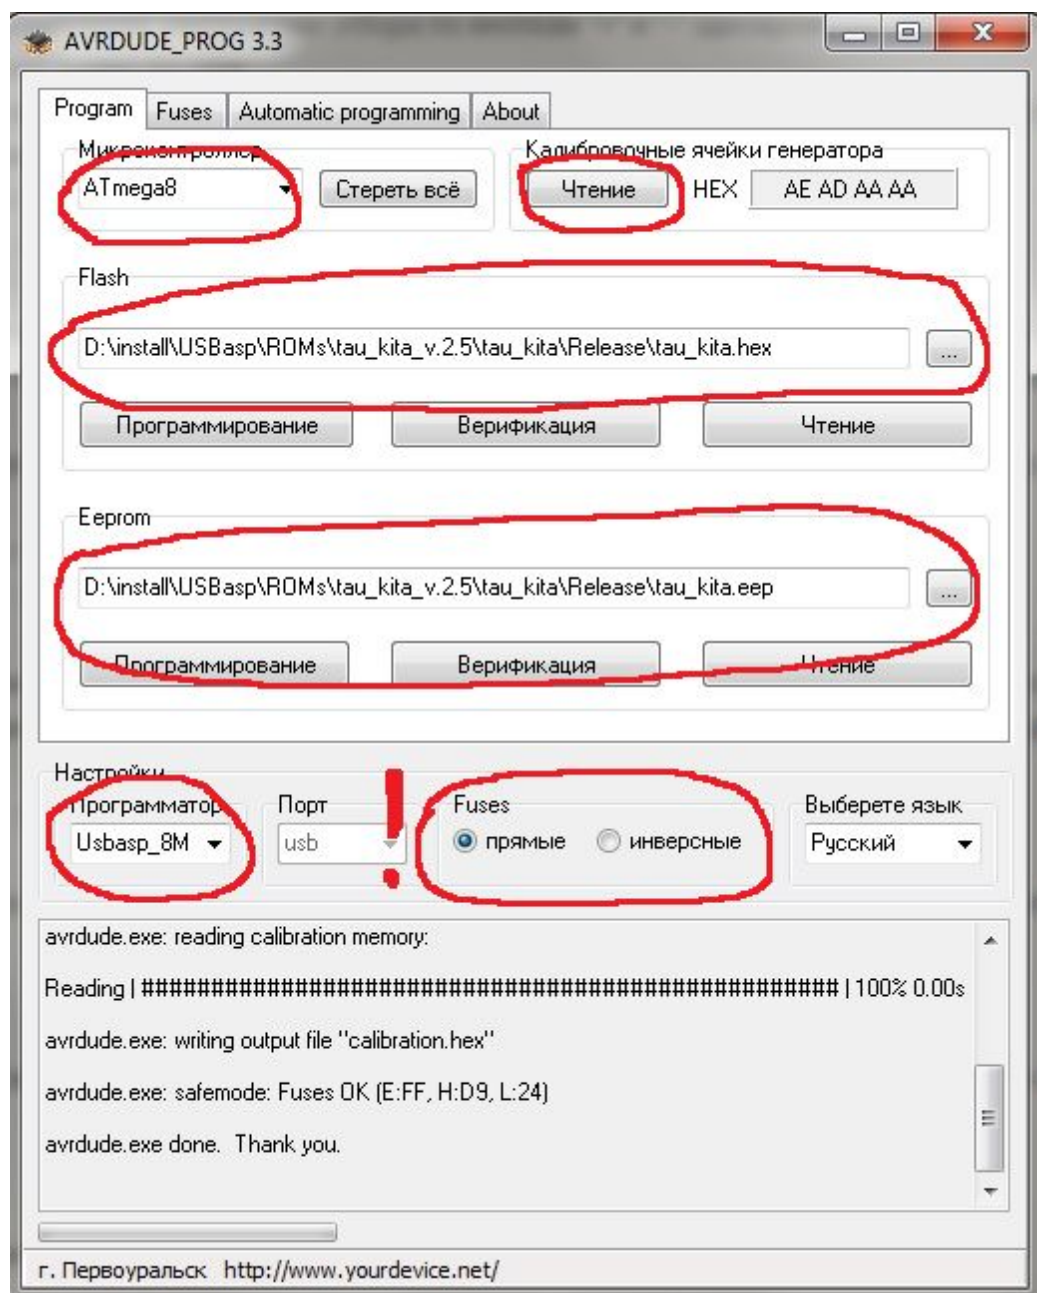 AVRDUDE_PROG 3.3
Program Fuses Automatic programming About
Микроконтроллер Калибровочные ячейки генератора
ATmega8 Стереть всё Чтение HEX AE AD AA AA
Flash
D:\install\USBasp\ROMs\tau_kita_v.2.5\tau_kita\Release\tau_kita.hex ...
Программирование Верификация Чтение
Eeprom
D:\install\USBasp\ROMs\tau_kita_v.2.5\tau_kita\Release\tau_kita.eep ...
Программирование Верификация Чтение
Настройки
Программатор Порт ! Fuses Выберете язык
Usbasp_8M usb прямые инверсные Русский
avrdude.exe: reading calibration memory:
Reading | ################################################## | 100% 0.00s
avrdude.exe: writing output file "calibration.hex"
avrdude.exe: safemode: Fuses OK (E:FF, H:D9, L:24)
avrdude.exe done.  Thank you.
г. Первоуральск http://www.yourdevice.net/